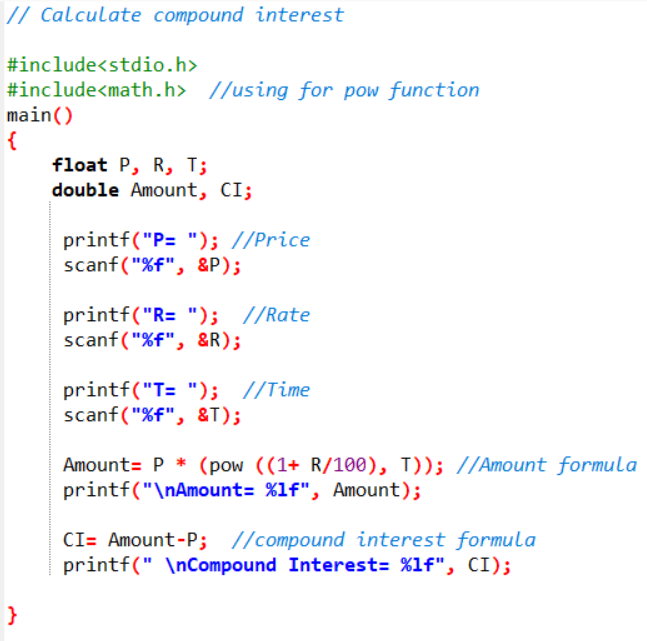 // Calculate compound interest
#include<stdio.h>
#include<math.h>  //using for pow function
main()
{
float P, R, T;
double Amount, CI;
printf("P= "); //Price
scanf("%f", &P);
printf("R= ");  //Rate
scanf("%f", &R);
printf("T= ");  //Time
scanf("%f", &T);
Amount= P * (pow ((1+ R/100), T)); //Amount formula
printf("\nAmount= %lf", Amount);
CI= Amount-P;  //compound interest formula
printf(" \nCompound Interest= %lf", CI);
}